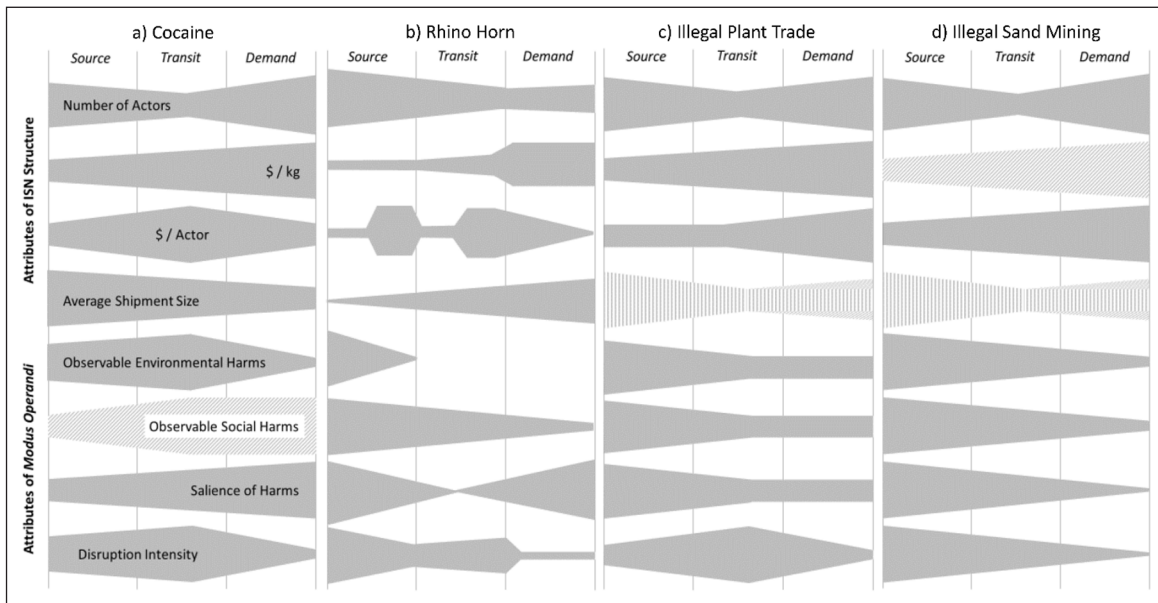 a) Cocaine
b) Rhino Horn
c) Illegal Plant Trade
d) Illegal Sand Mining
Source Transit Demand
Source Transit Demand
Source Transit Demand
Source Transit Demand
Attributes of ISN Structure
Number of Actors
$ / kg
$ / Actor
Average Shipment Size
Attributes of Modus Operandi
Observable Environmental Harms
Observable Social Harms
Salience of Harms
Disruption Intensity